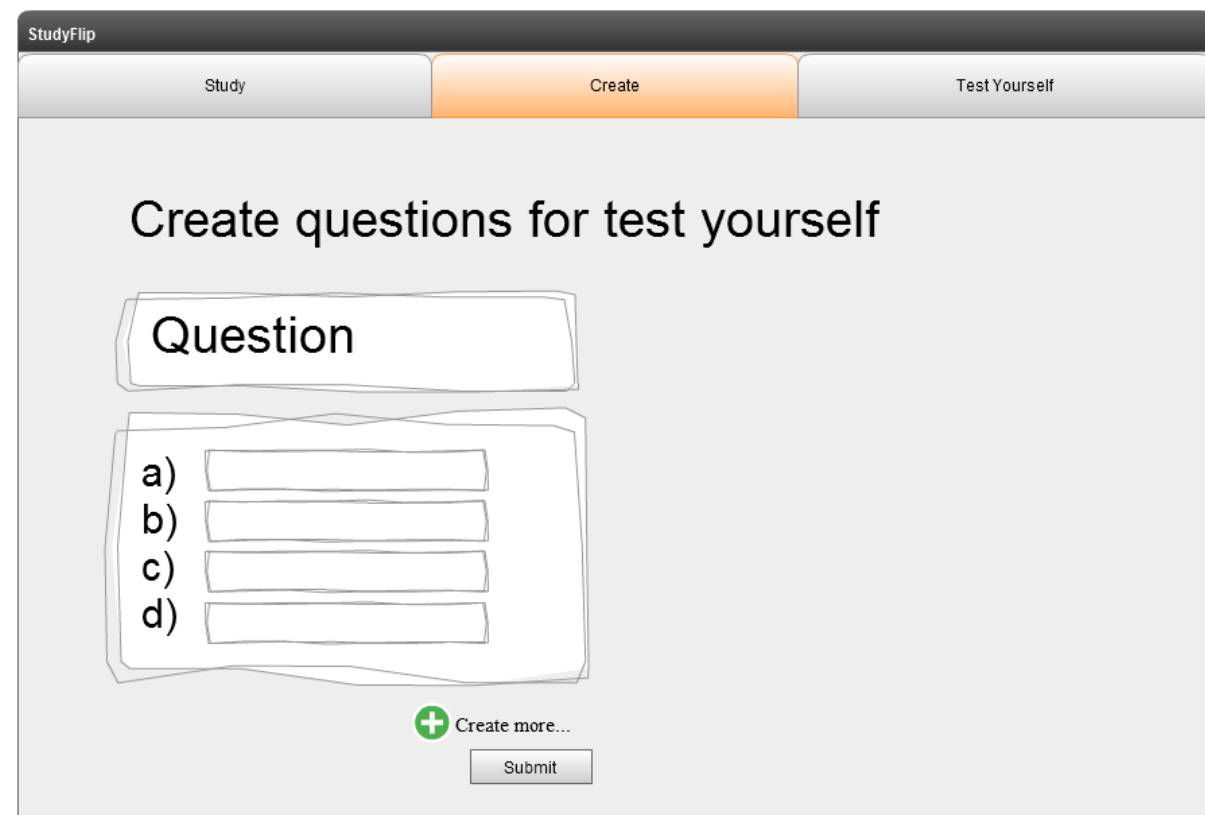 StudyFlip
Study Create Test Yourself
Create questions for test yourself
Question
a)
b)
c)
d)
Create more...
Submit